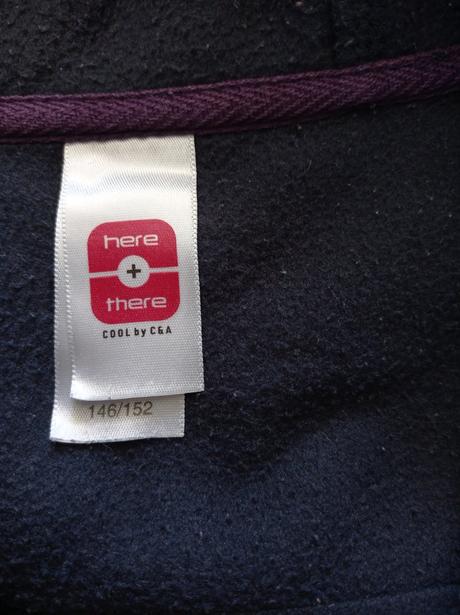 here
+
there
COOL by C&A
146/152